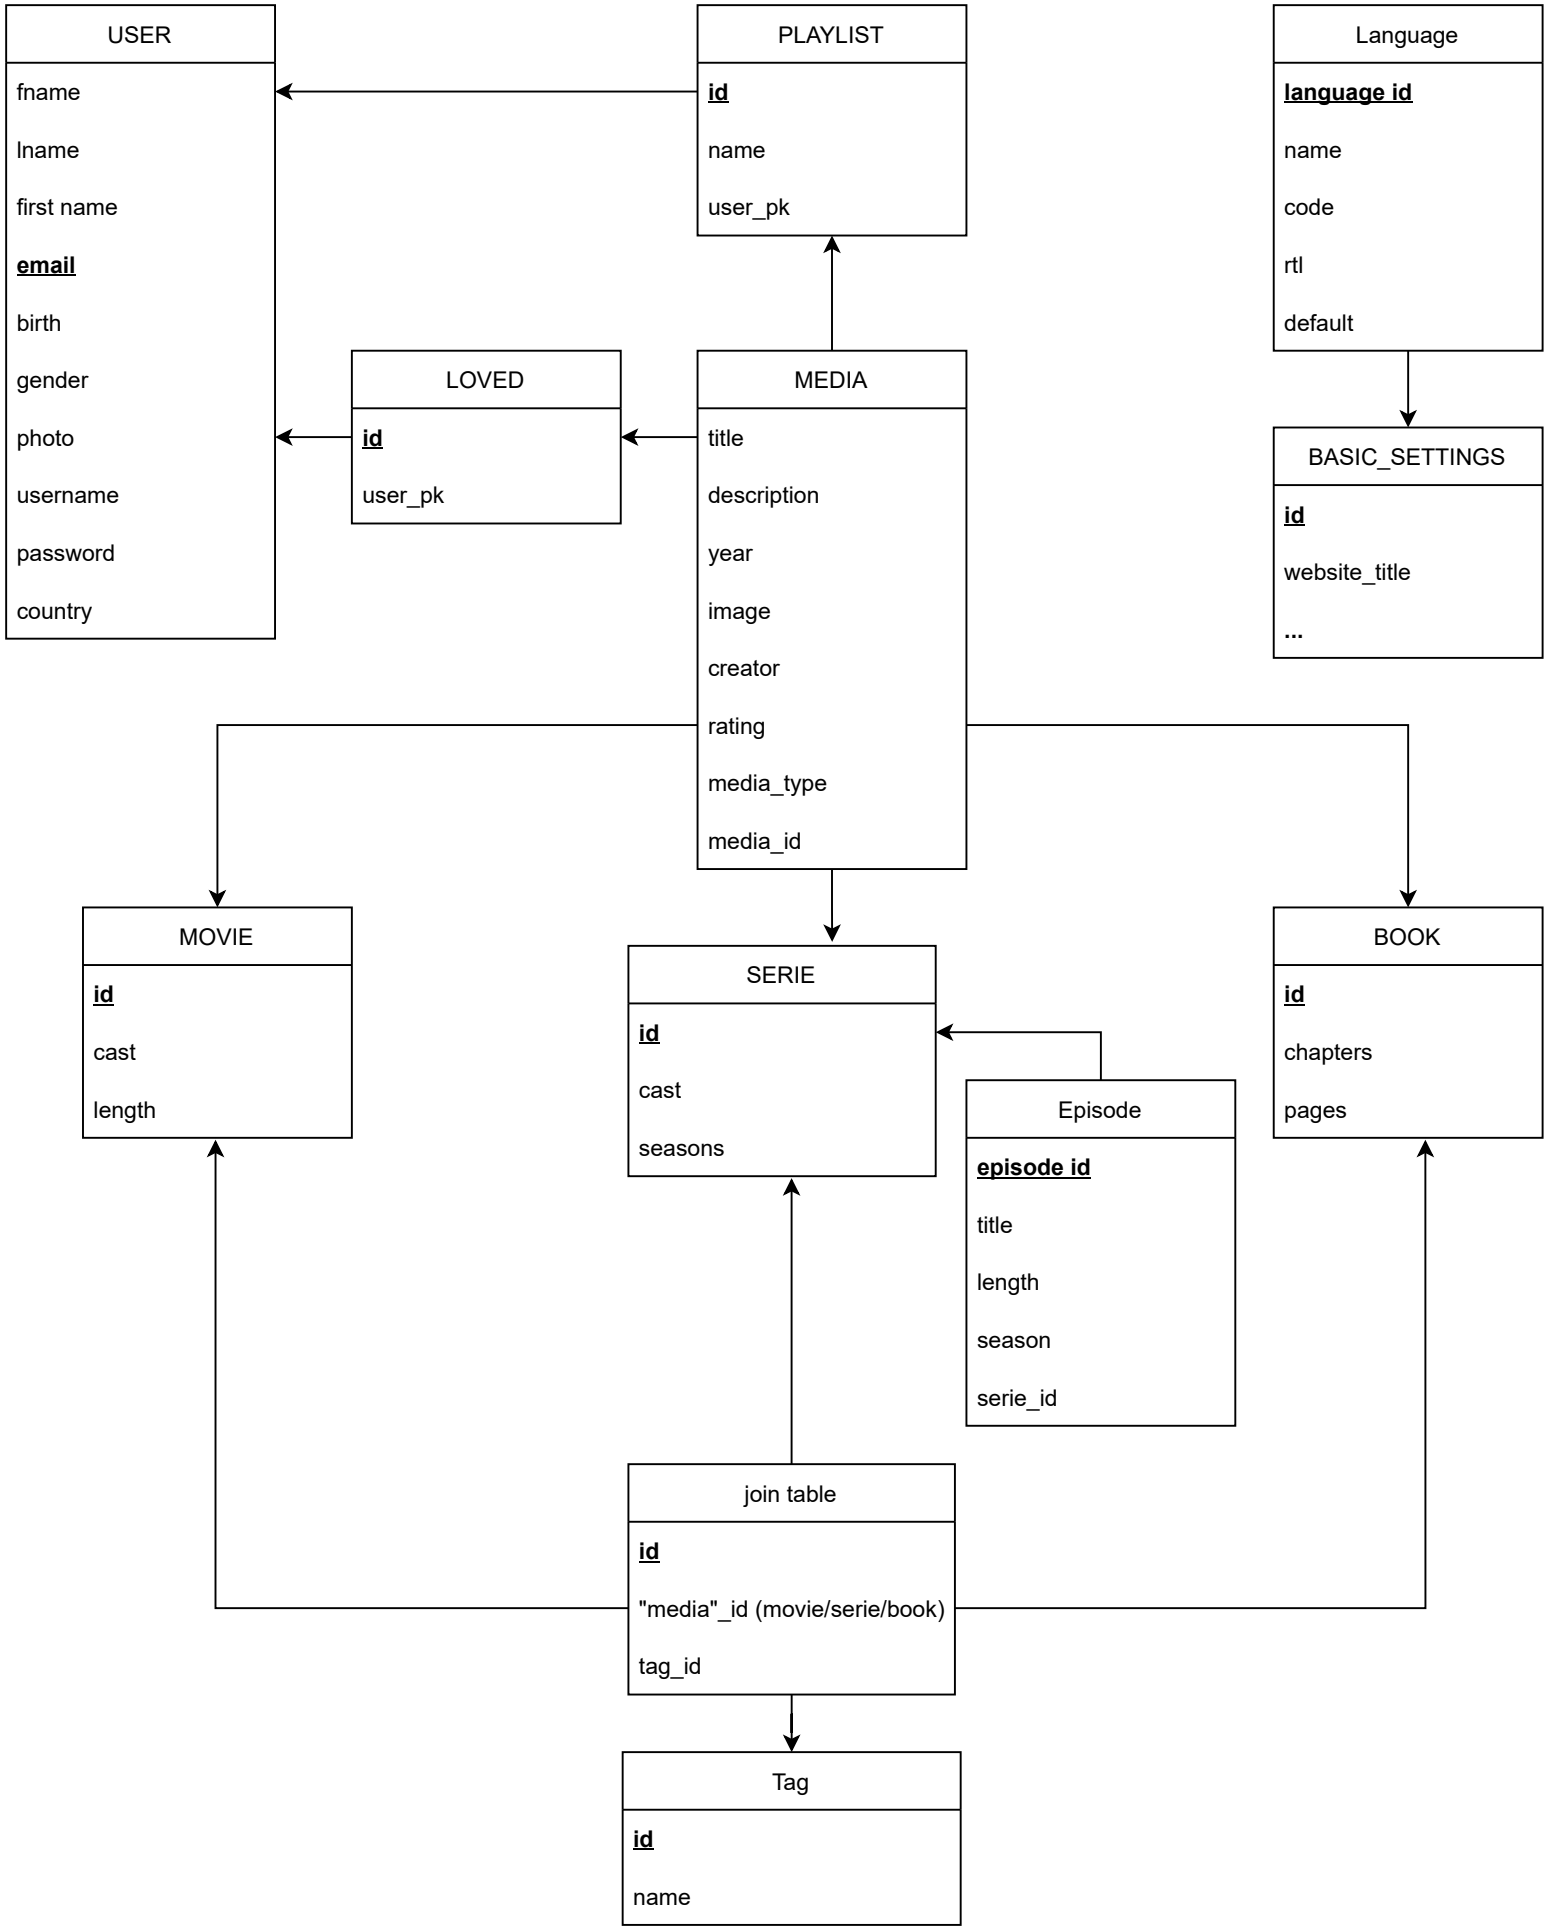 USER
fname
lname
first name
email
birth
gender
photo
username
password
country
PLAYLIST
id
name
user_pk
Language
language id
name
code
rtl
default
LOVED
id
user_pk
MEDIA
title
description
year
image
creator
rating
media_type
media_id
BASIC_SETTINGS
id
website_title
...
MOVIE
id
cast
length
SERIE
id
cast
seasons
Episode
episode id
title
length
season
serie_id
BOOK
id
chapters
pages
join table
id
"media"_id (movie/serie/book)
tag_id
Tag
id
name